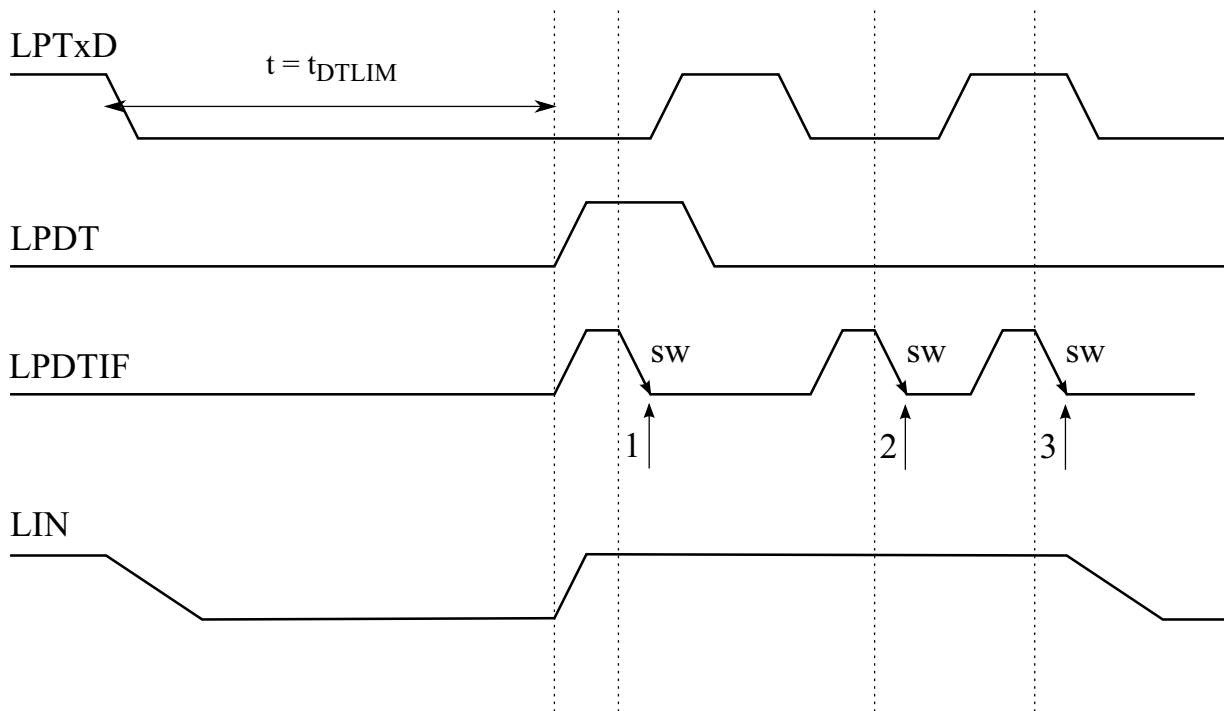 LPTxD
t = tDTLIM
LPDT
LPDTIF
sw
sw
sw
1
2
3
LIN